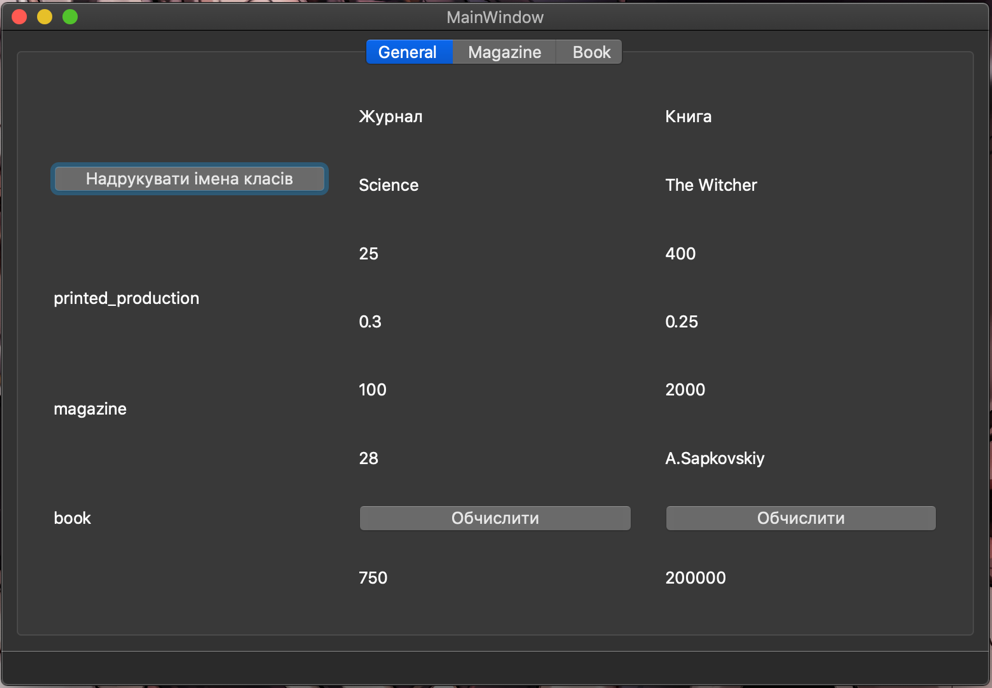 MainWindow
General
Magazine
Book
Надрукувати імена класів
printed_production
magazine
book
Журнал
Science
25
0.3
100
28
Обчислити
750
Книга
The Witcher
400
0.25
2000
A.Sapkovskiy
Обчислити
200000